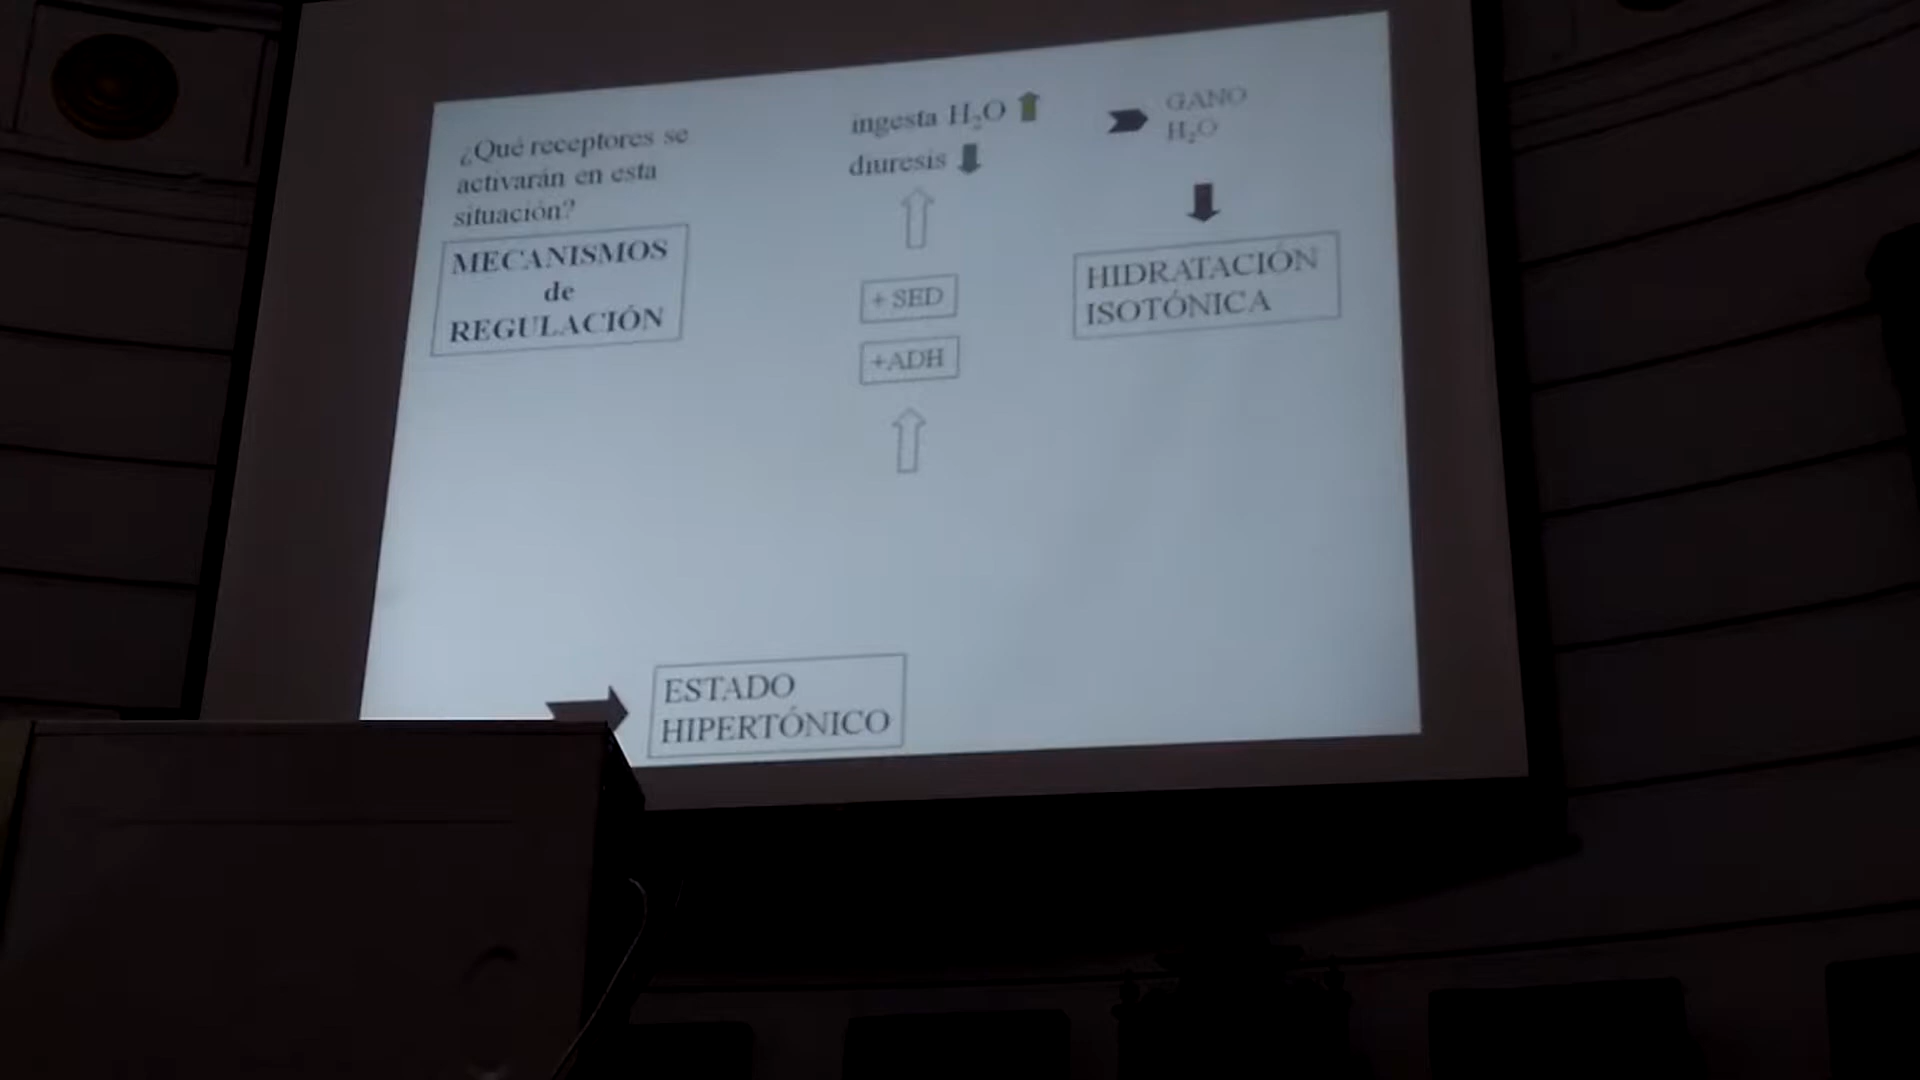 ¿Qué receptores se
activarán en esta
situación?
MECANISMOS
de
REGULACIÓN
ingesta H₂O
diuresis
+ SED
+ADH
GANO
H₂O
HIDRATACIÓN
ISOTÓNICA
ESTADO
HIPERTÓNICO